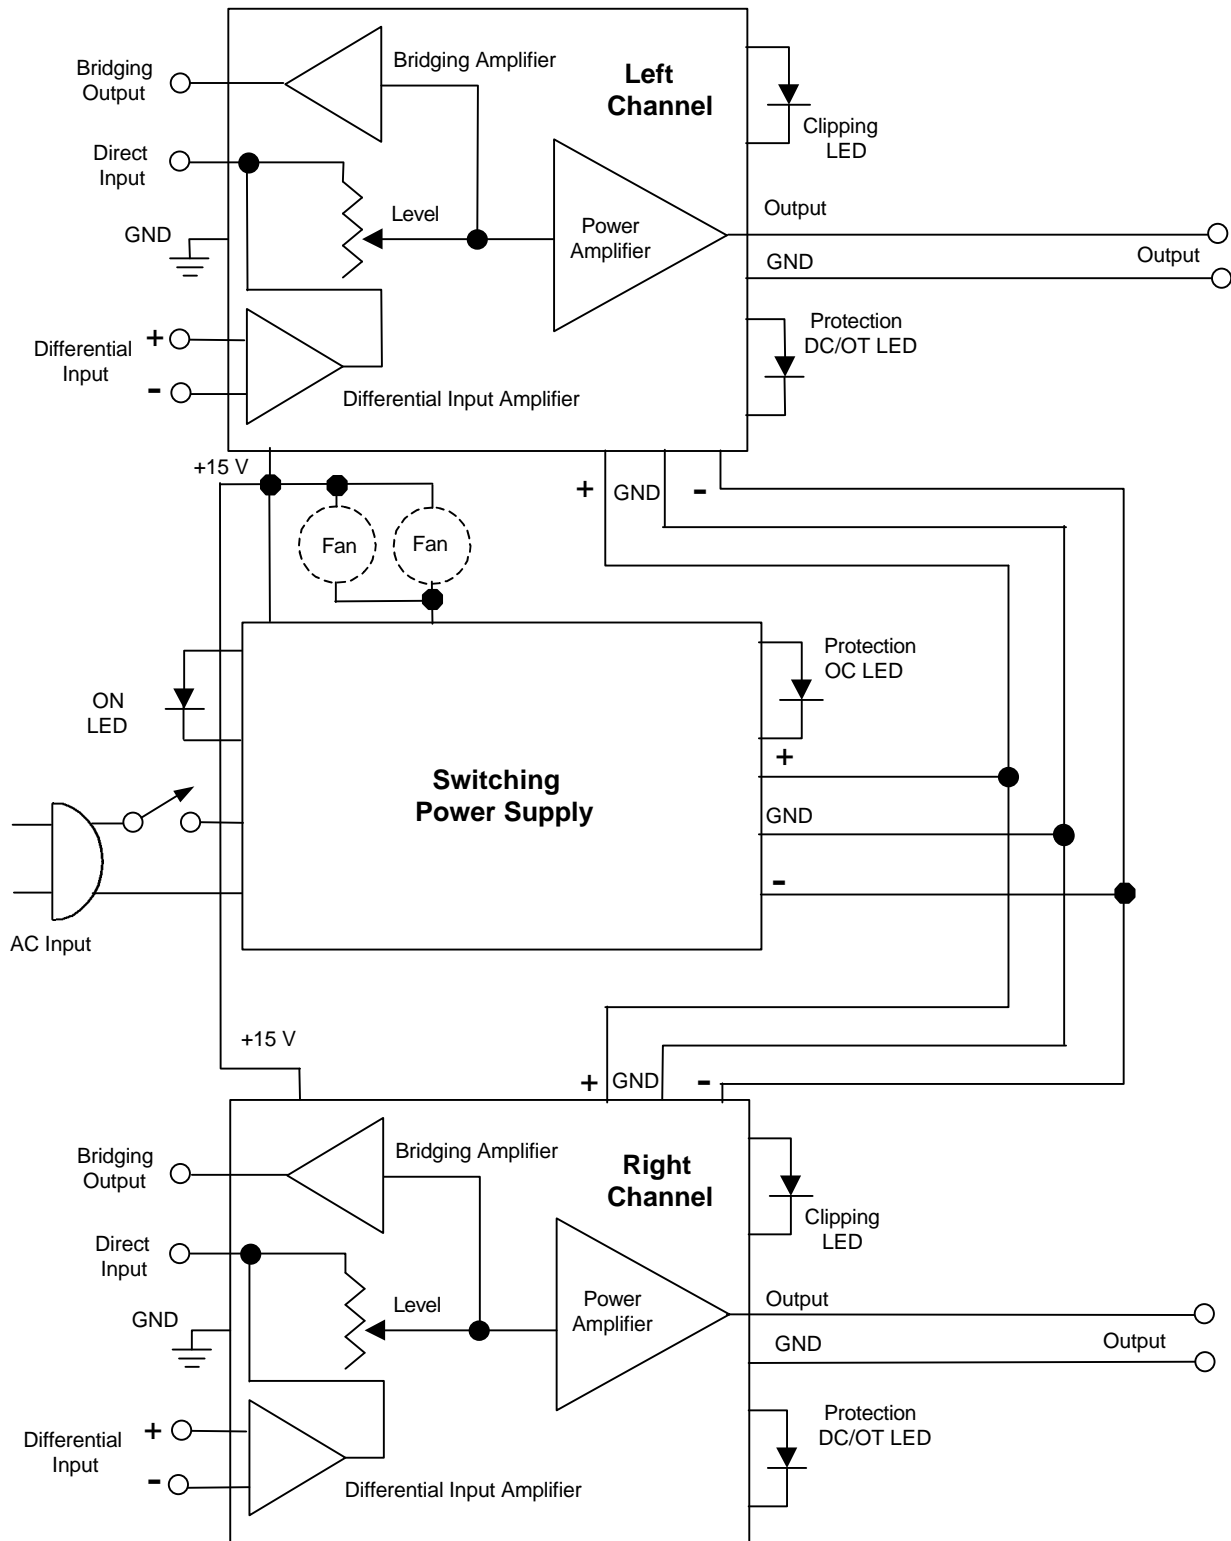 Bridging
Output
Bridging Amplifier
Left
Channel
Clipping
LED
Direct
Input
Level
GND
Power
Amplifier
Output
GND
Output
Differential
Input
+
-
Differential Input Amplifier
Protection
DC/OT LED
+15 V
+
GND
-
Fan
Fan
ON
LED
Protection
OC LED
Switching
Power Supply
+
GND
-
AC Input
+15 V
+
GND
-
Bridging
Output
Bridging Amplifier
Right
Channel
Clipping
LED
Direct
Input
Level
GND
Power
Amplifier
Output
GND
Output
Differential
Input
+
-
Differential Input Amplifier
Protection
DC/OT LED